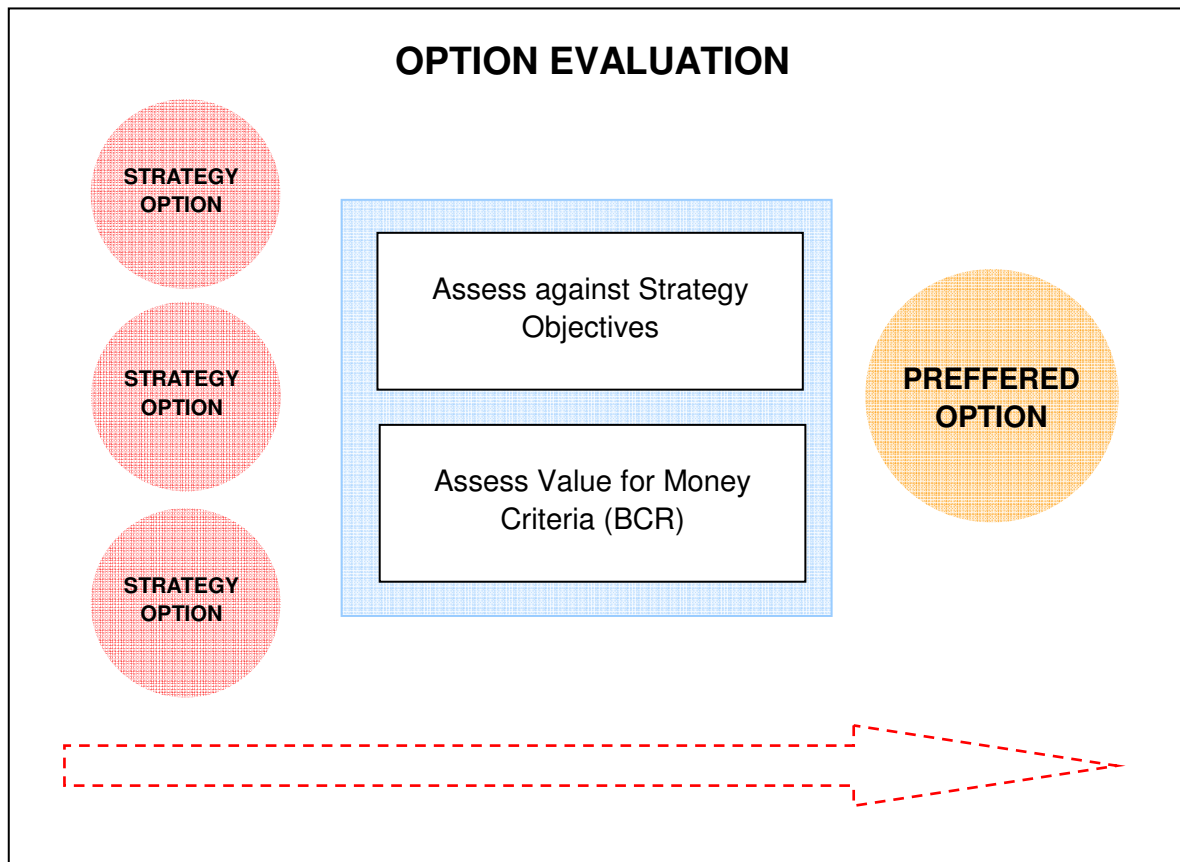 OPTION EVALUATION
STRATEGY
OPTION
STRATEGY
OPTION
STRATEGY
OPTION
Assess against Strategy
Objectives
Assess Value for Money
Criteria (BCR)
PREFFERED
OPTION